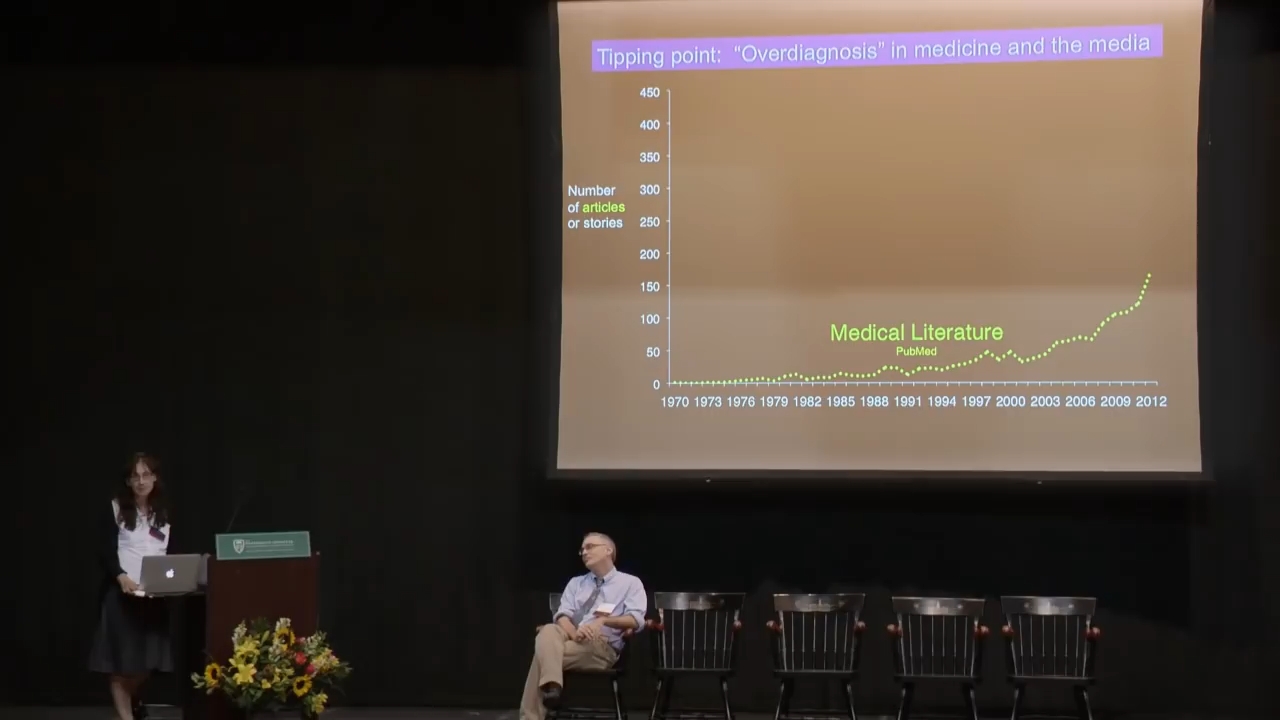 Tipping point: “Overdiagnosis” in medicine and the media
450
400
350
Number
of articles
or stories
300
250
200
150
100
50
0
Medical Literature
PubMed
1970 1973 1976 1979 1982 1985 1988 1991 1994 1997 2000 2003 2006 2009 2012